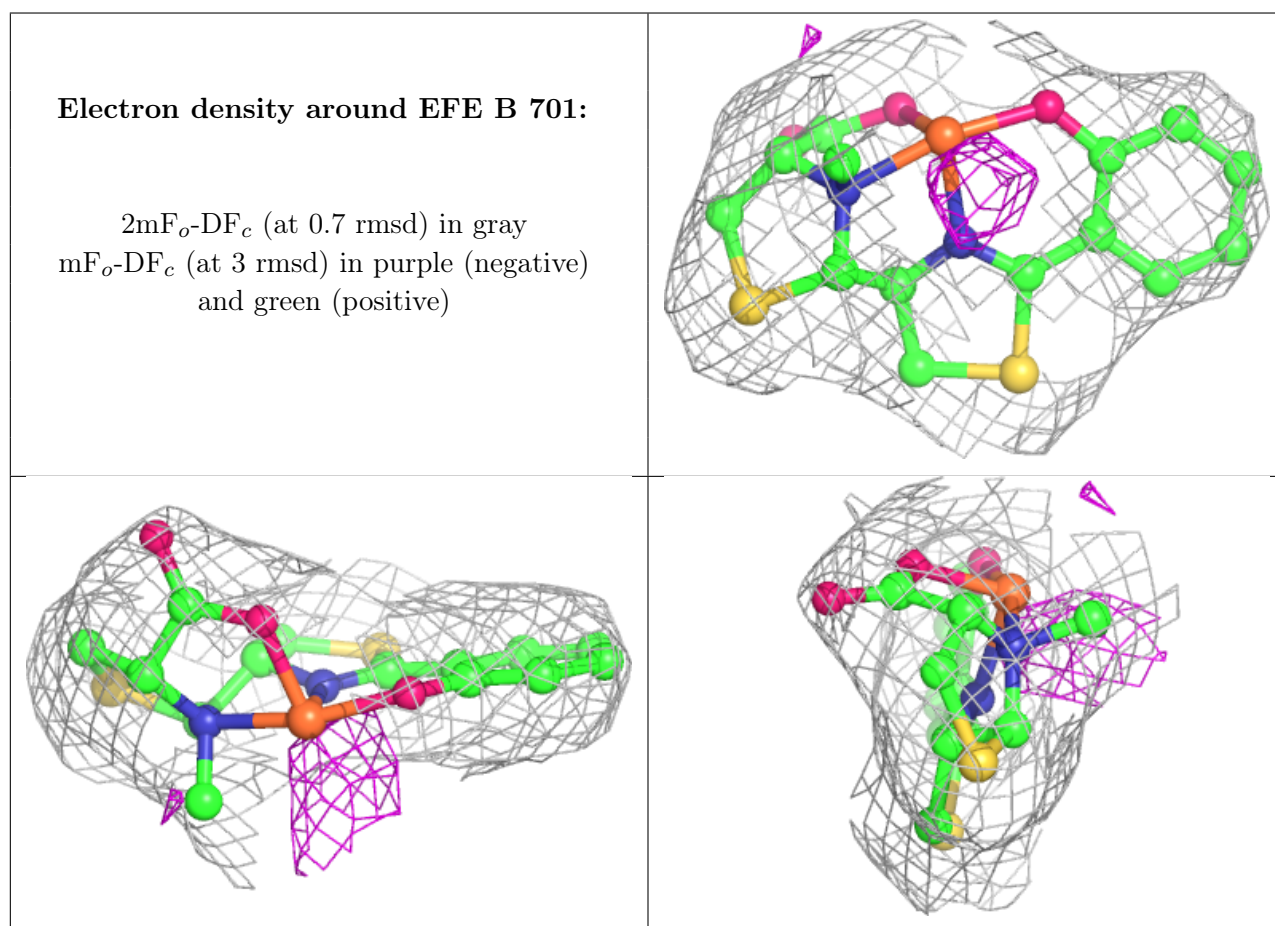 Electron density around EFE B 701:
2mFo-DFc (at 0.7 rmsd) in gray
mFo-DFc (at 3 rmsd) in purple (negative)
and green (positive)